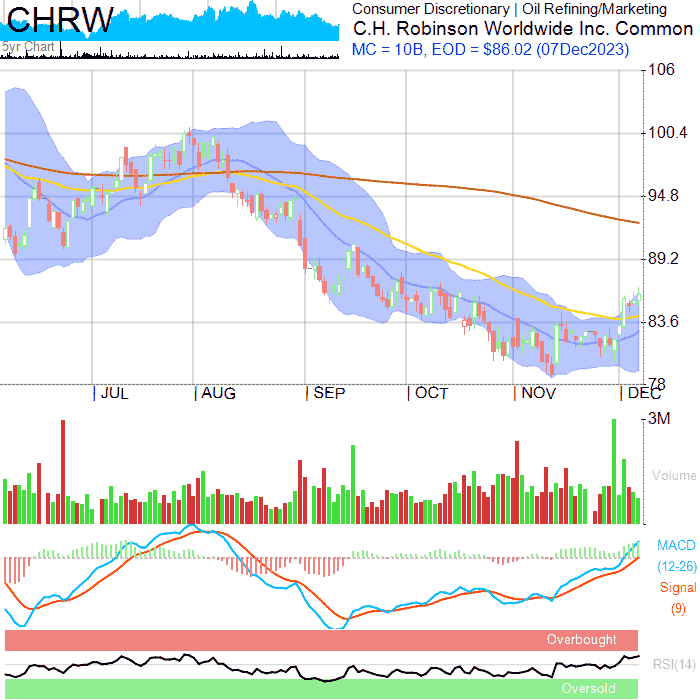 CHRW
Consumer Discretionary | Oil Refining/Marketing
C.H. Robinson Worldwide Inc. Common
5yr Chart
MC = 10B, EOD = $86.02 (07Dec2023)
106
100.4
94.8
89.2
83.6
78
JUL AUG SEP OCT NOV DEC
3M
Volume
MACD
(12-26)
Signal
(9)
Overbought
RSI(14)
Oversold